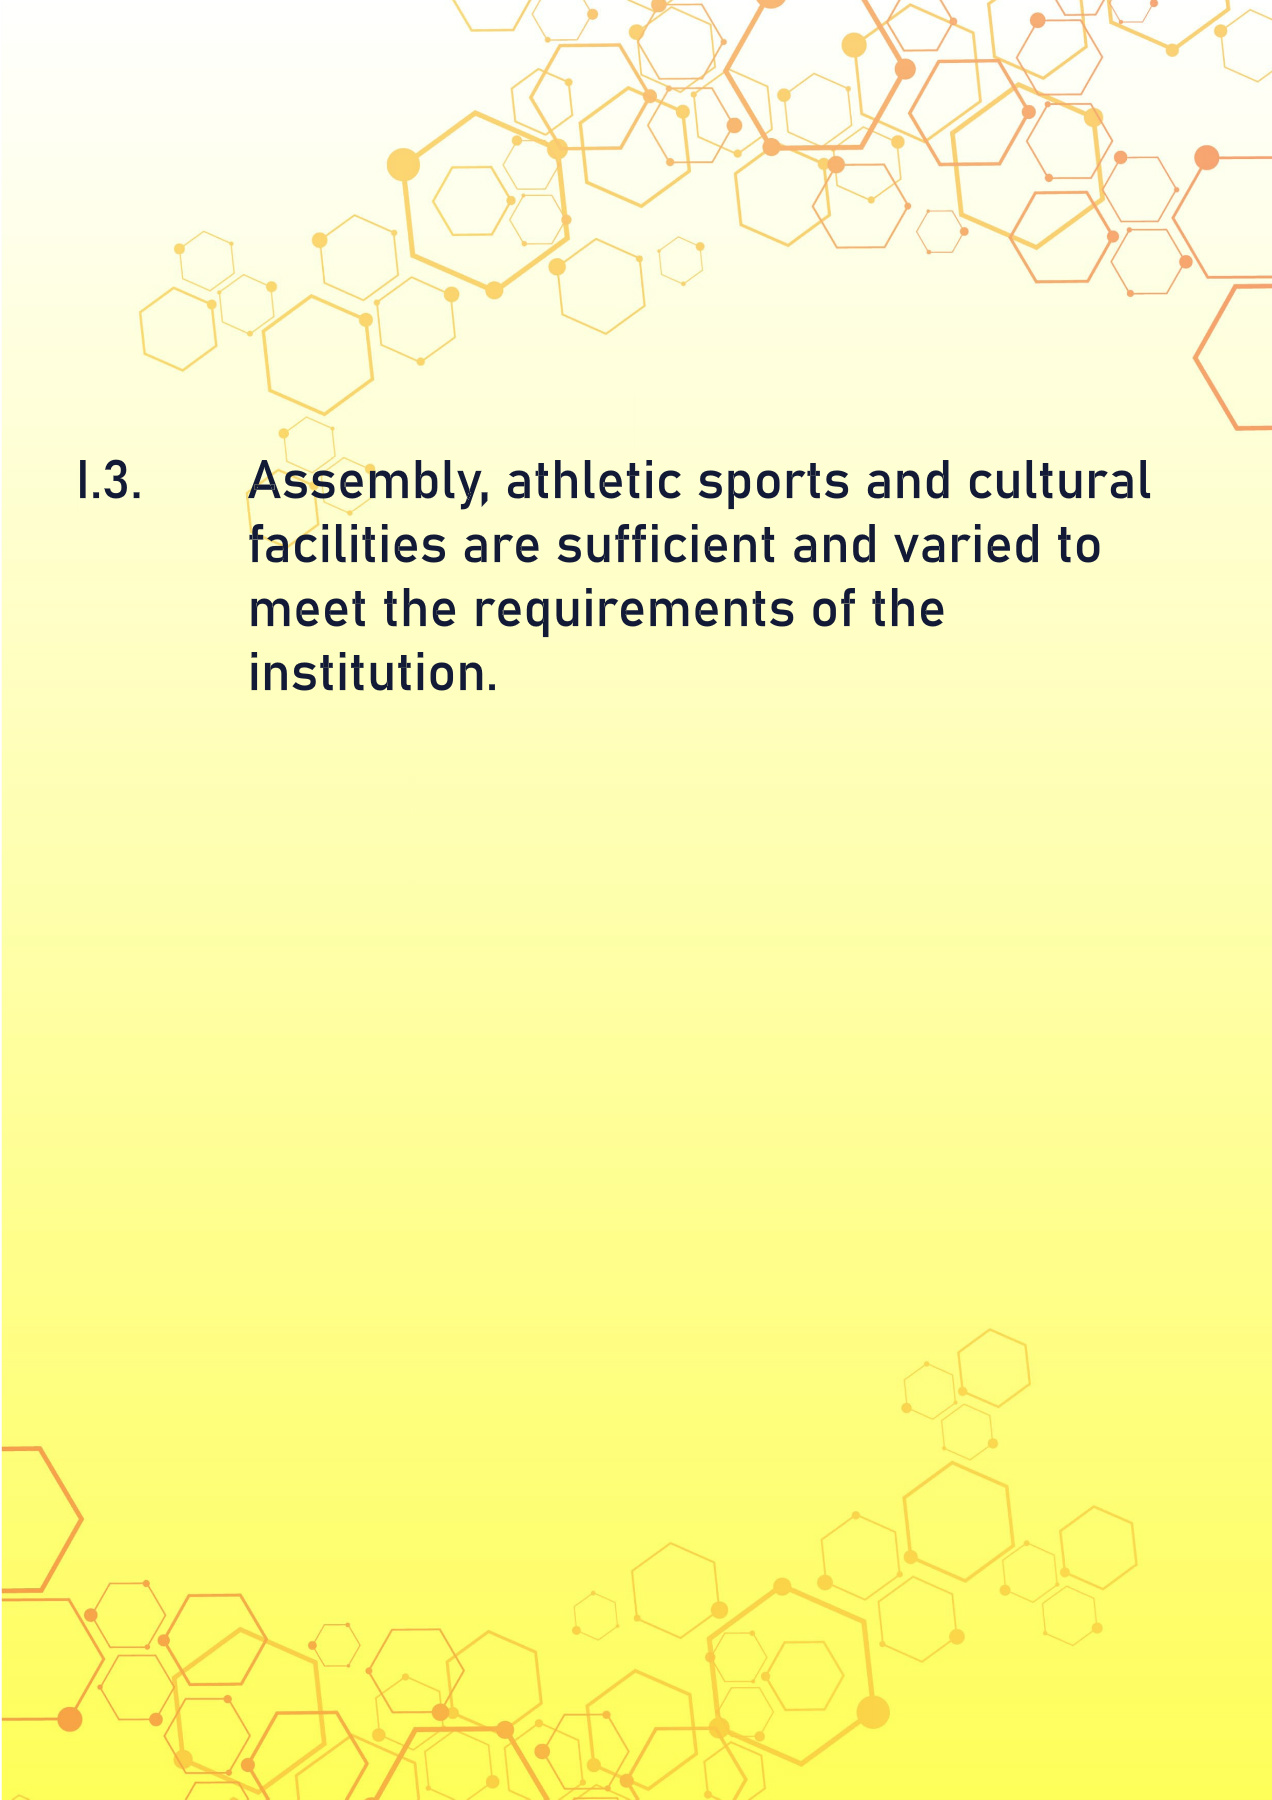 I.3. Assembly, athletic sports and cultural
facilities are sufficient and varied to
meet the requirements of the
institution.